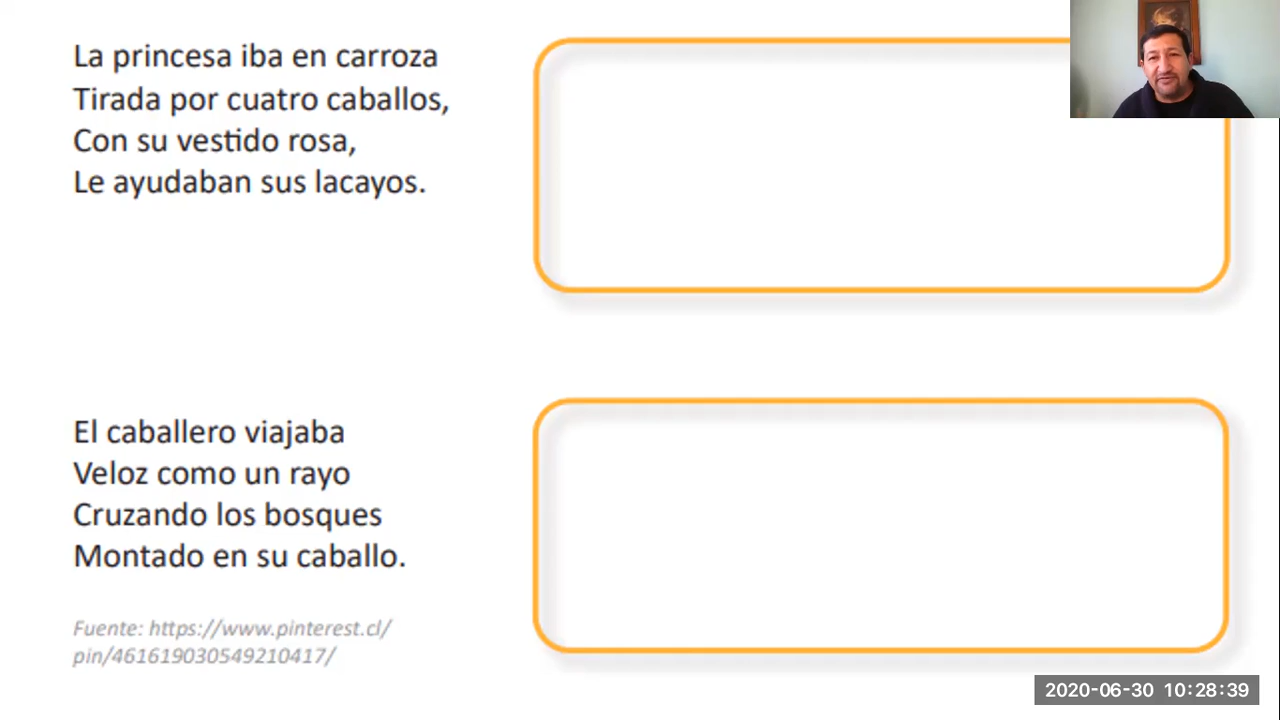 La princesa iba en carroza
Tirada por cuatro caballos,
Con su vestido rosa,
Le ayudaban sus lacayos.
El caballero viajaba
Veloz como un rayo
Cruzando los bosques
Montado en su caballo.
Fuente: https://www.pinterest.cl/
pin/461619030549210417/
2020-06-30 10:28:39